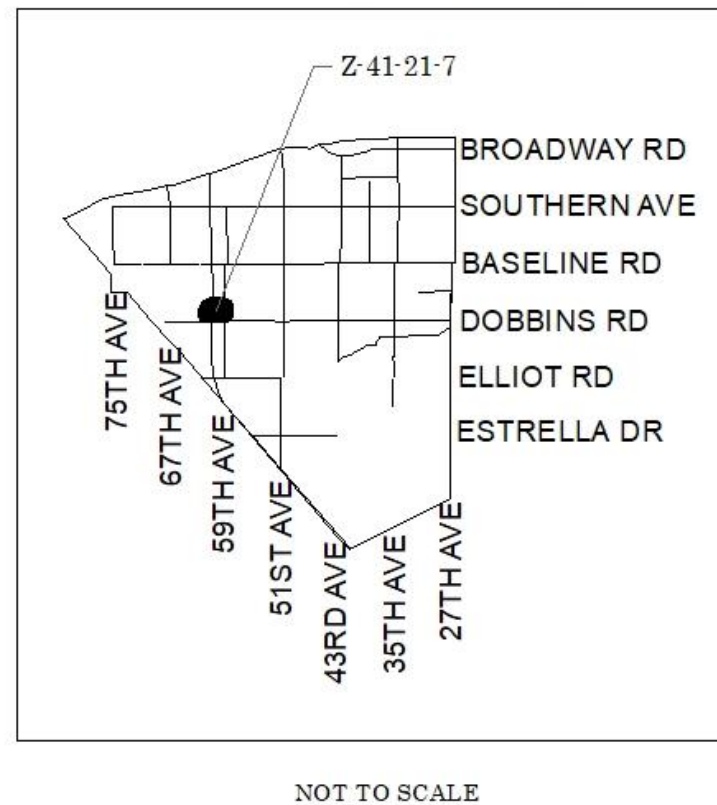 Z-41-21-7
BROADWAY RD
SOUTHERN AVE
BASELINE RD
DOBBINS RD
ELLIOT RD
ESTRELLA DR
75TH AVE
67TH AVE
59TH AVE
51ST AVE
43RD AVE
35TH AVE
27TH AVE
NOT TO SCALE